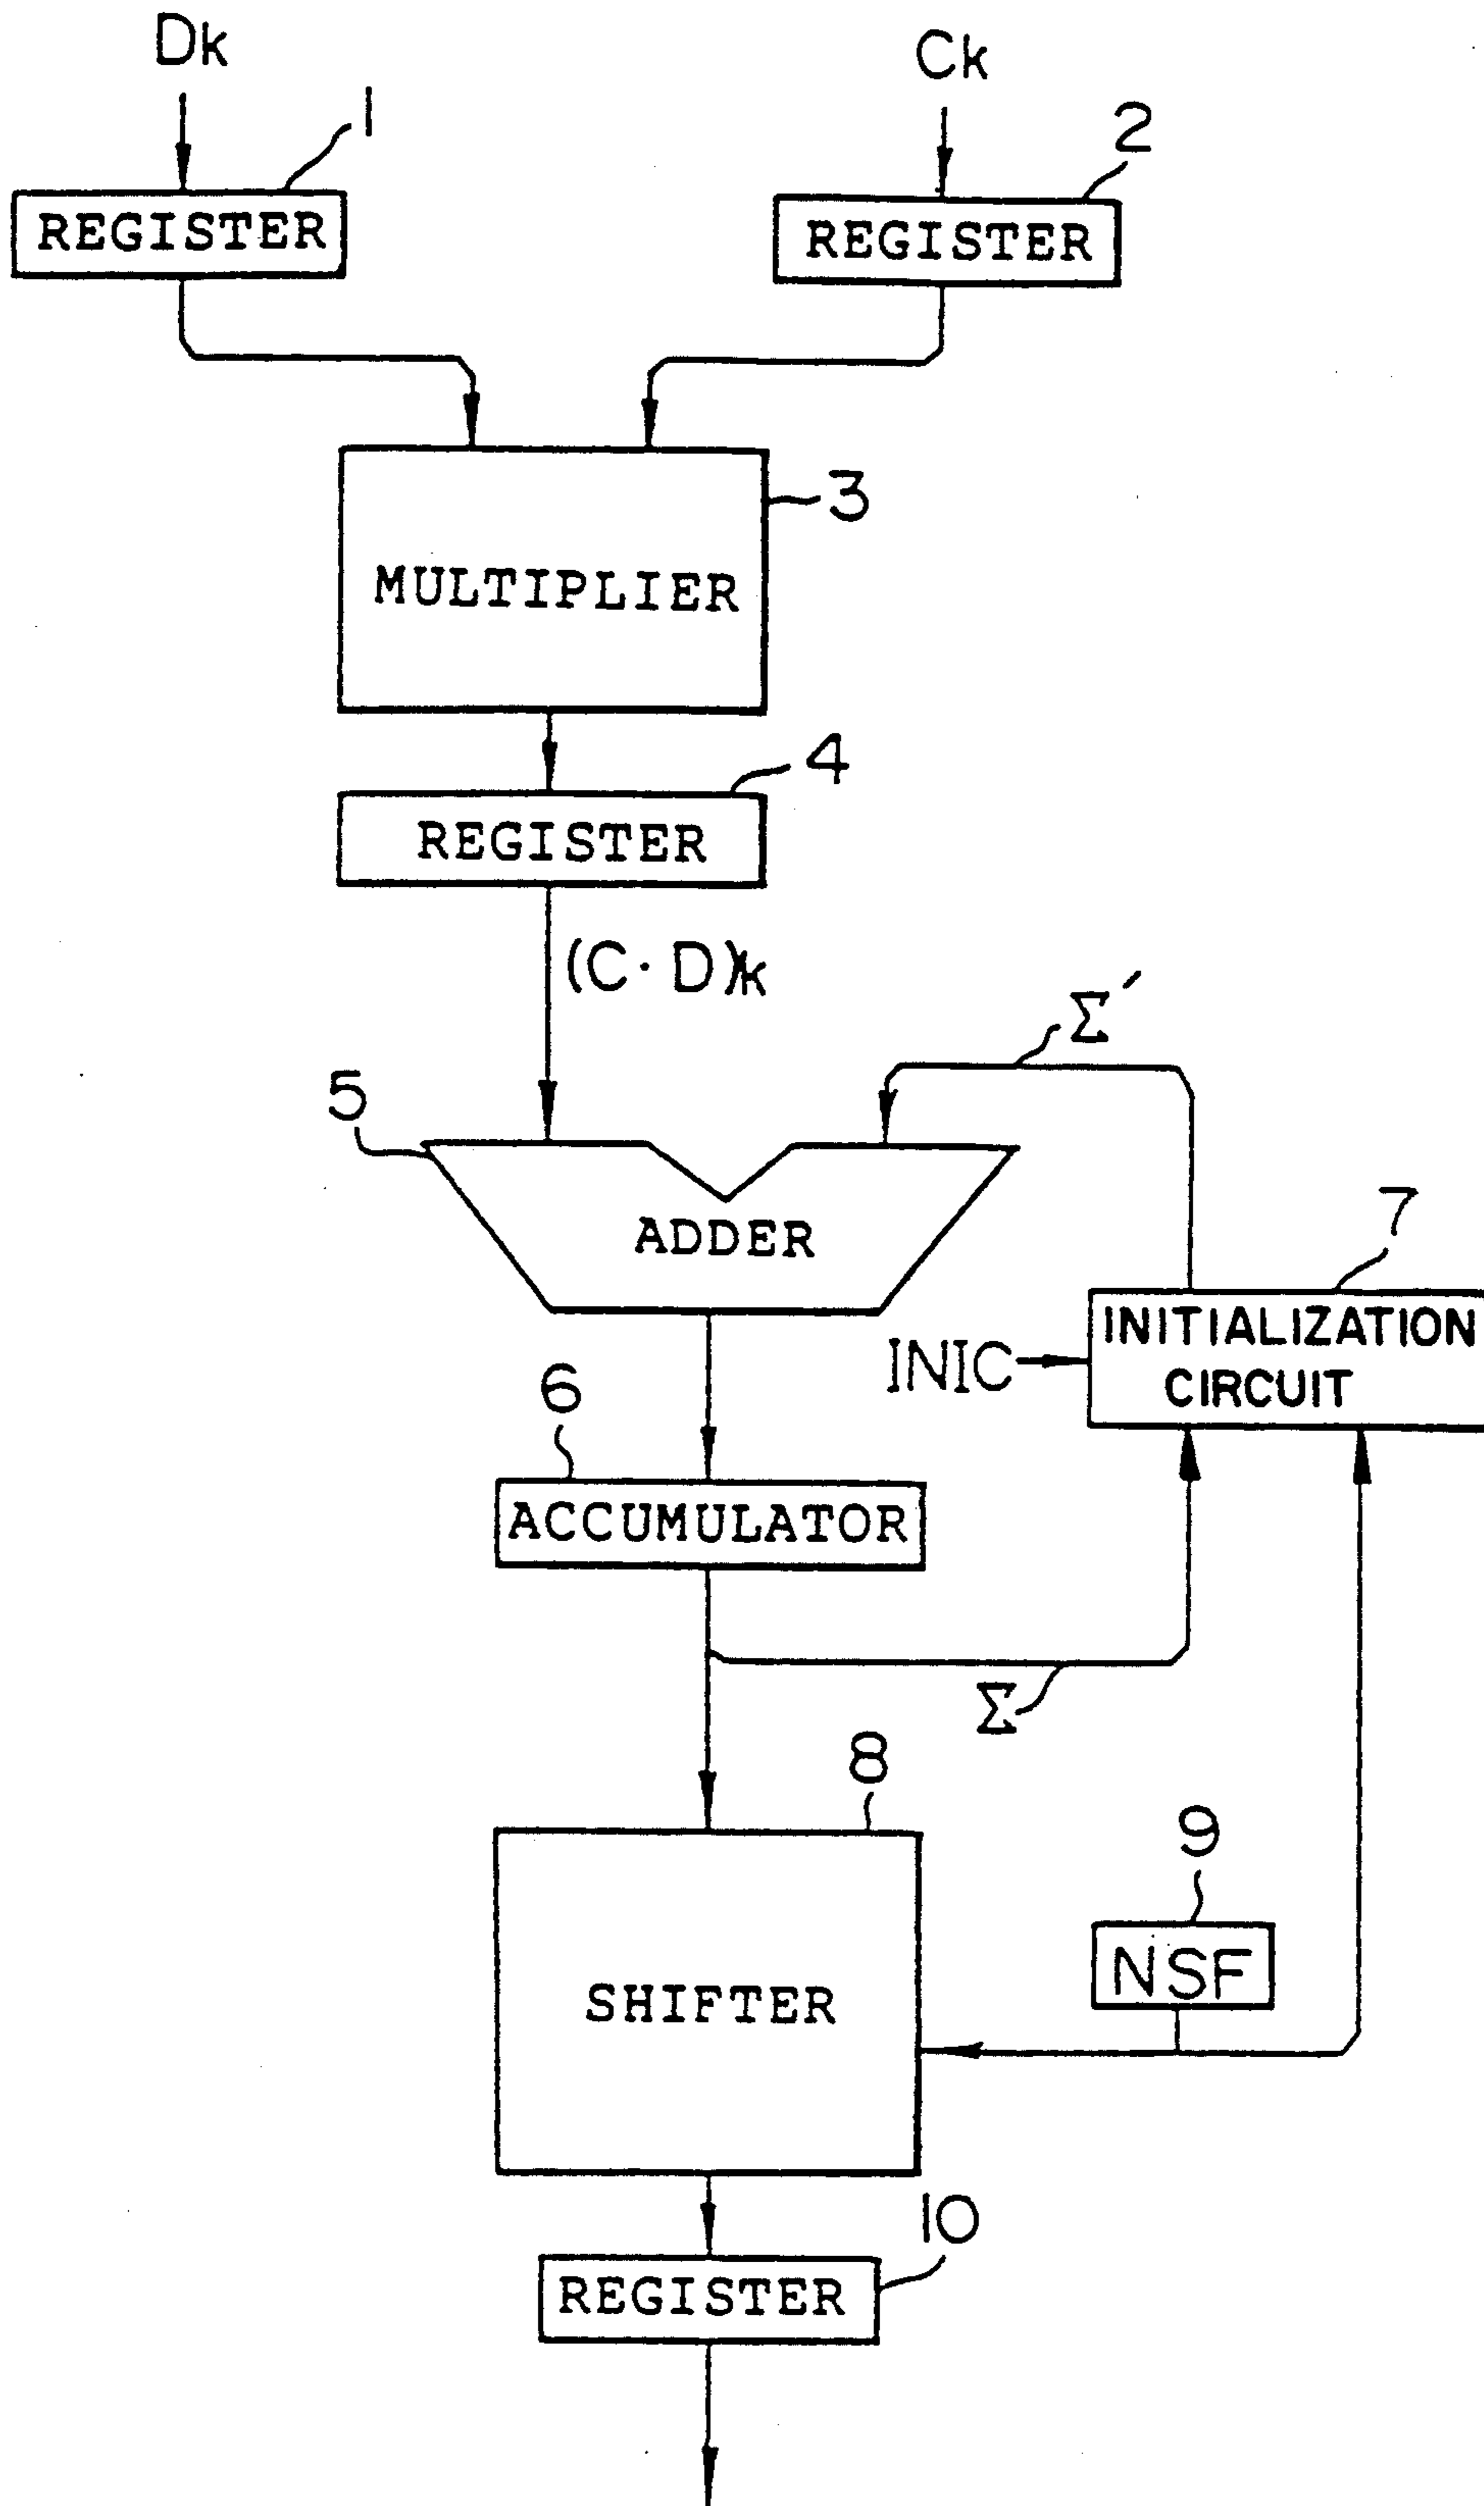 Dk
Ck
1
2
REGISTER
REGISTER
3
MULTIPLIER
4
REGISTER
(C·D)k
Σ′
5
ADDER
7
INITIALIZATION
CIRCUIT
INIC
6
ACCUMULATOR
Σ
8
9
NSF
SHIFTER
10
REGISTER